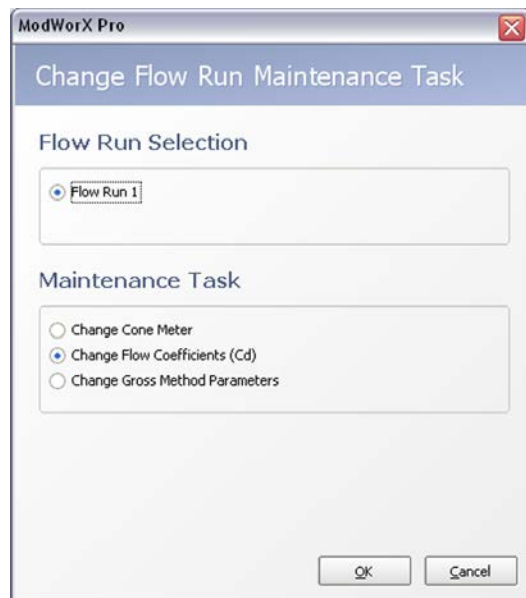 ModWorX Pro
Change Flow Run Maintenance Task
Flow Run Selection
Flow Run 1
Maintenance Task
Change Cone Meter
Change Flow Coefficients (Cd)
Change Gross Method Parameters
OK Cancel